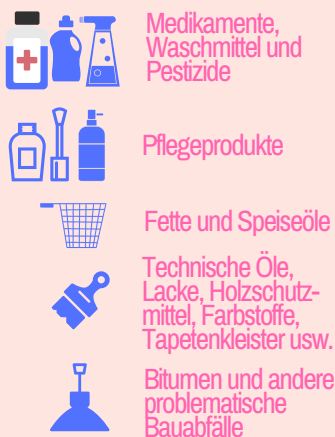 Medikamente,
Waschmittel und
Pestizide
Pflegeprodukte
Fette und Speiseöle
Technische Öle,
Lacke, Holzschutz-
mittel, Farbstoffe,
Tapetenkleister usw.
Bitumen und andere
problematische
Bauabfälle